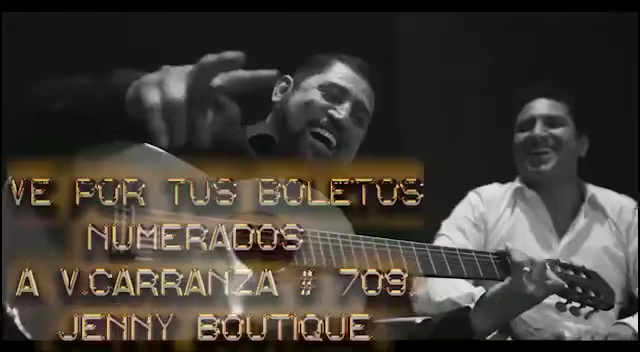 VE POR TUS BOLETOS
NUMERADOS
A V.CARRANZA # 709.
JENNY BOUTIQUE